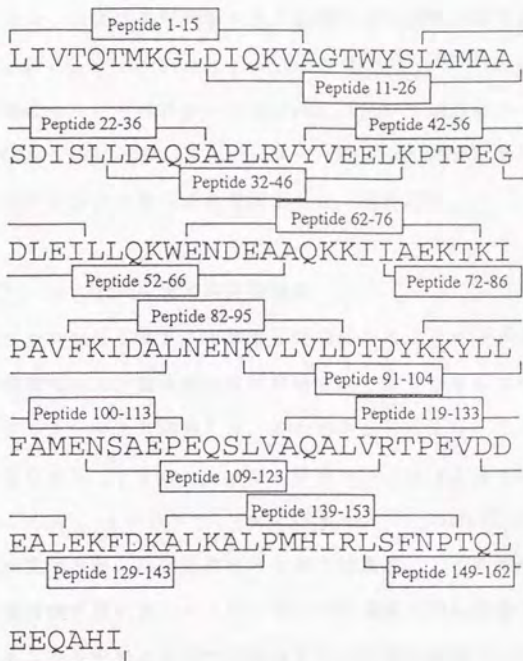 Peptide 1-15
LIVTQTMKGLDIQKVAGTWYSLAMAA
Peptide 11-26
Peptide 22-36
Peptide 42-56
SDISLLDAQSAPLRVYVEELKPTPEG
Peptide 32-46
Peptide 62-76
DLEILLQKWENDEAAQKKIIAEKTKI
Peptide 52-66
Peptide 72-86
Peptide 82-95
PAVFKIDALNENKVLVLDTDYKKYLL
Peptide 91-104
Peptide 100-113
Peptide 119-133
FAMENSAEPEQSLVAQALVRTPEVDD
Peptide 109-123
Peptide 139-153
EALEKFDKALKALPMHIRLSFNPTQL
Peptide 129-143
Peptide 149-162
EEQAHI